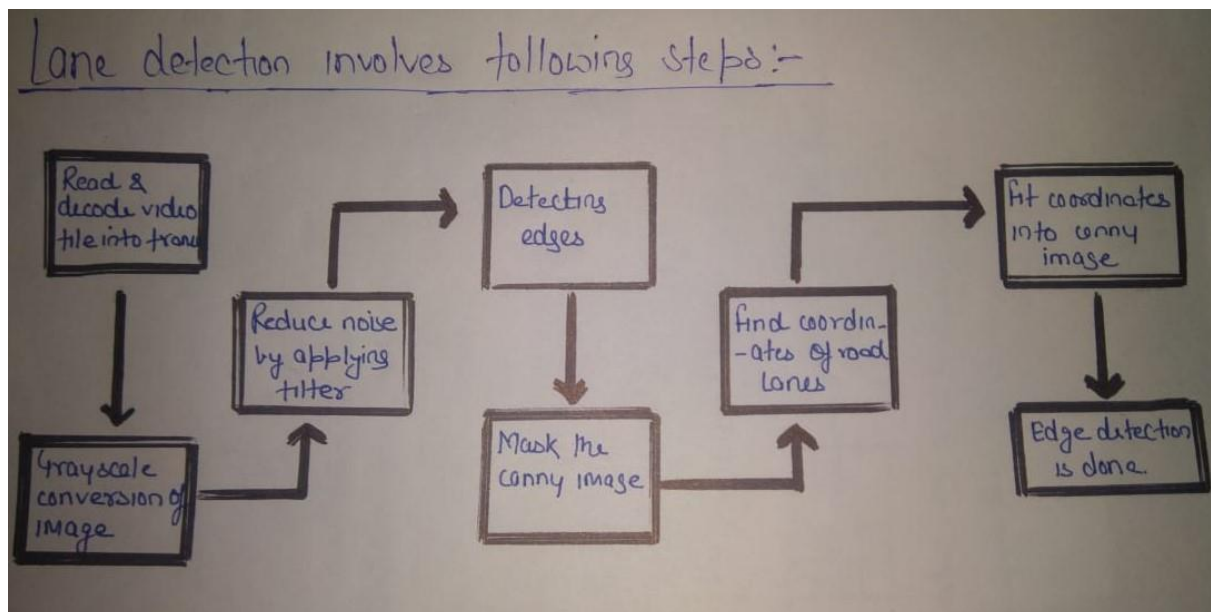 Lane detection involves following steps:-
Read &
decode video
file into frame
Grayscale
conversion of
image
Reduce noise
by applying
filter
Detecting
edges
Mask the
canny image
find coordin-
-ates of road
lanes
fit coordinates
into canny
image
Edge detection
is done.